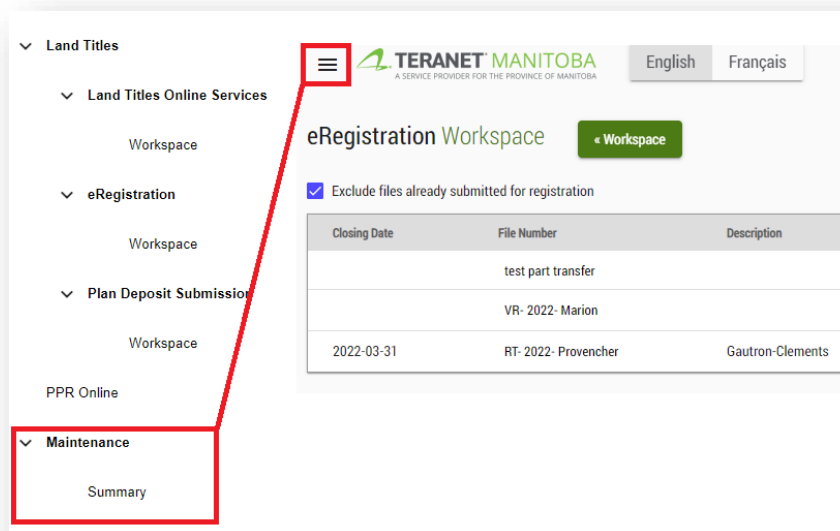 Land Titles
Land Titles Online Services
Workspace
eRegistration
Workspace
Plan Deposit Submission
Workspace
PPR Online
Maintenance
Summary
TERANET MANITOBA
A SERVICE PROVIDER FOR THE PROVINCE OF MANITOBA
English Français
eRegistration Workspace « Workspace
Exclude files already submitted for registration
Closing Date File Number Description
test part transfer
VR- 2022- Marion
2022-03-31 RT- 2022- Provencher Gautron-Clements